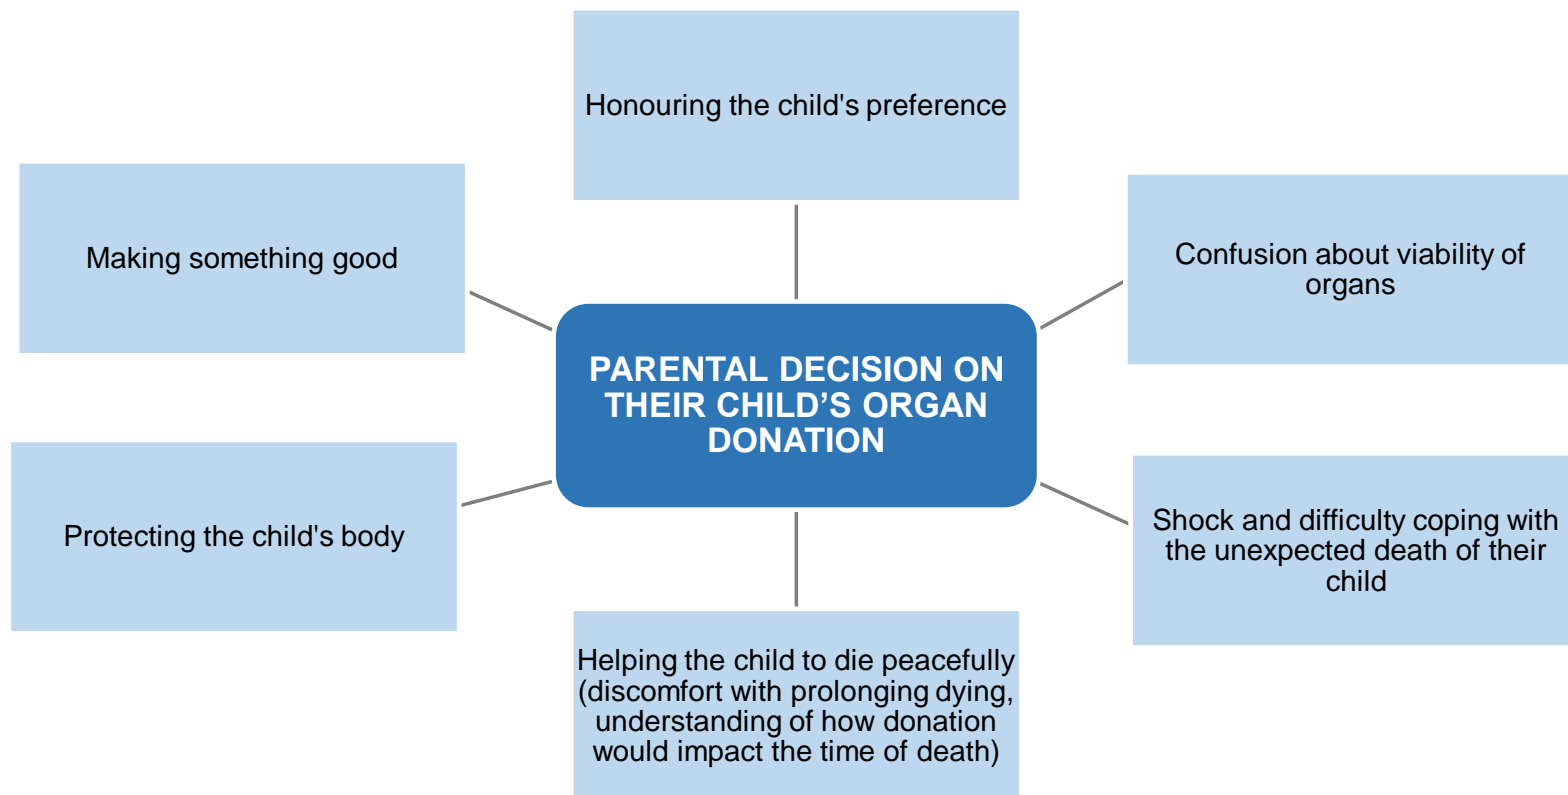 Honouring the child's preference
Making something good
Confusion about viability of
organs
PARENTAL DECISION ON
THEIR CHILD’S ORGAN
DONATION
Protecting the child's body
Shock and difficulty coping with
the unexpected death of their
child
Helping the child to die peacefully
(discomfort with prolonging dying,
understanding of how donation
would impact the time of death)